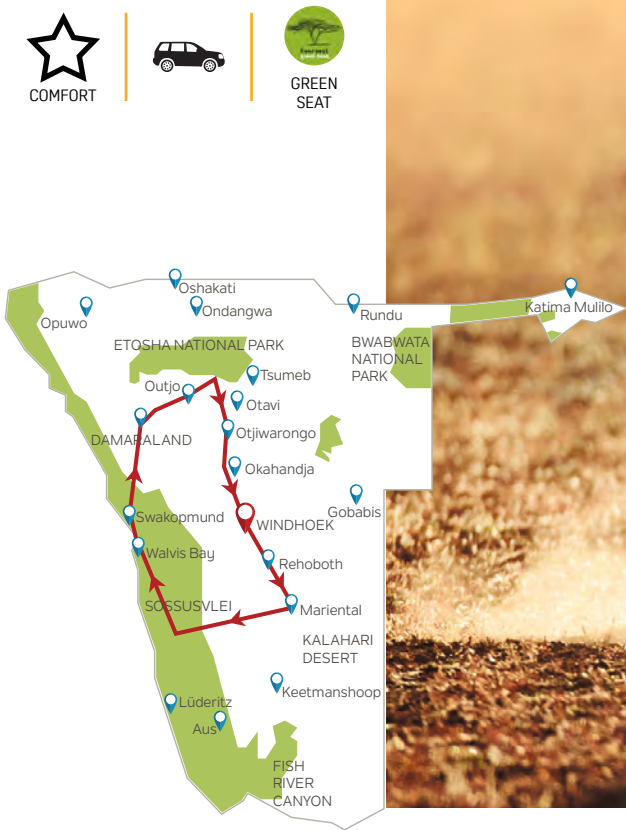 COMFORT
GREEN
SEAT
Oshakati
Ondangwa
Opuwo
Rundu
Katima Mulilo
ETOSHA NATIONAL PARK
BWABWATA
NATIONAL
PARK
Tsumeb
Outjo
Otavi
DAMARALAND
Otjiwarongo
Okahandja
Gobabis
Swakopmund
WINDHOEK
Walvis Bay
Rehoboth
SOSSUSVLEI
Mariental
KALAHARI
DESERT
Keetmanshoop
Lüderitz
Aus
FISH
RIVER
CANYON